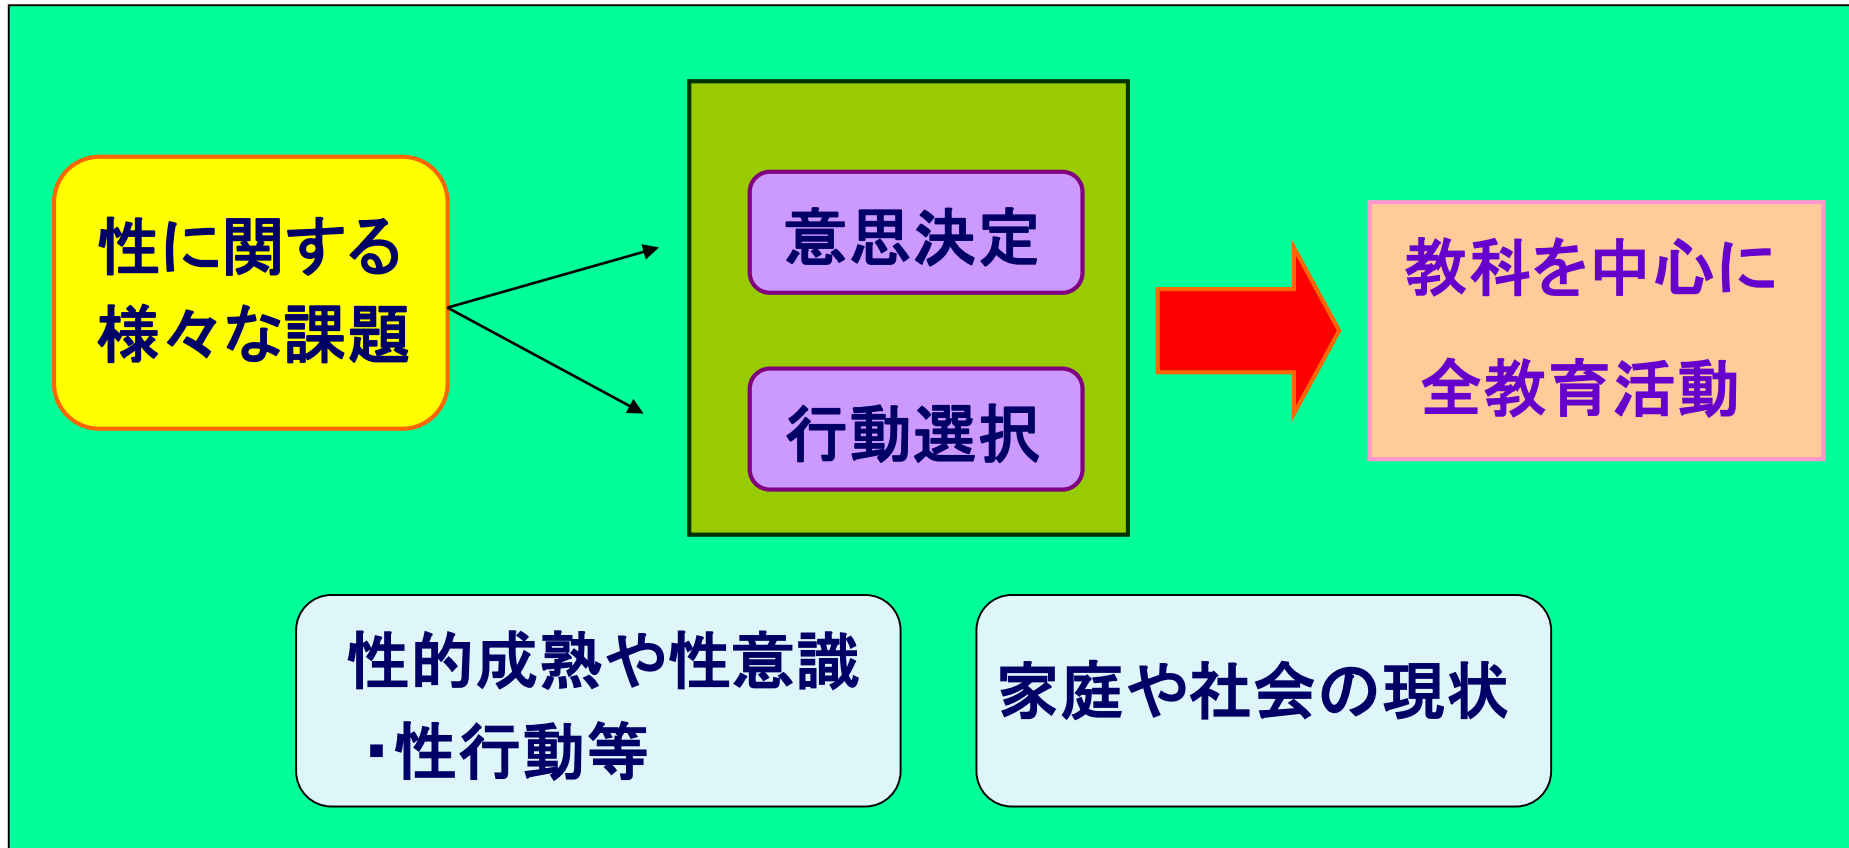 性に関する
様々な課題
意思決定
行動選択
教科を中心に
全教育活動
性的成熟や性意識
・性行動等
家庭や社会の現状